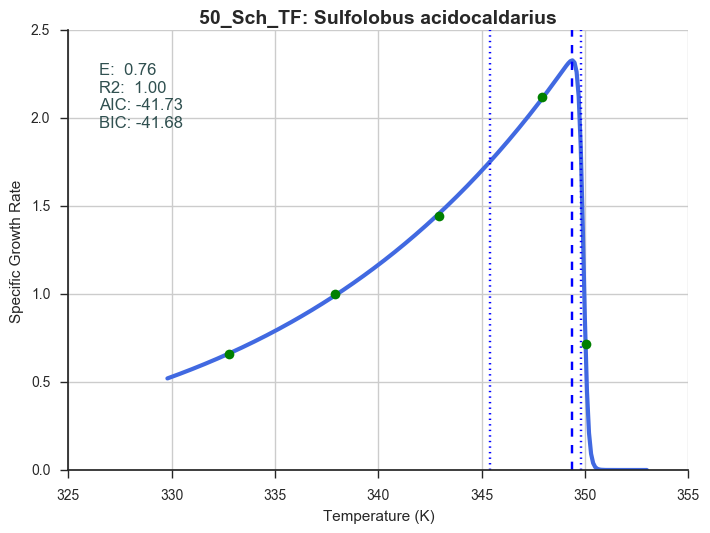 50_Sch_TF: Sulfolobus acidocaldarius
E:  0.76
R2:  1.00
AIC: -41.73
BIC: -41.68
Specific Growth Rate
2.5
2.0
1.5
1.0
0.5
0.0
325 330 335 340 345 350 355
Temperature (K)